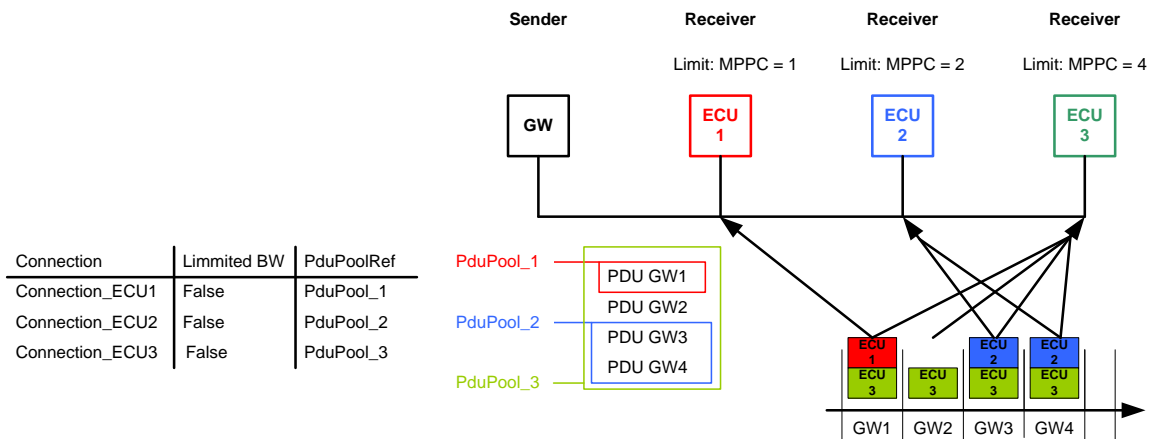 Sender
Receiver
Receiver
Receiver
Limit: MPPC = 1
Limit: MPPC = 2
Limit: MPPC = 4
GW
ECU
1
ECU
2
ECU
3
Connection Limmited BW PduPoolRef
Connection_ECU1 False PduPool_1
Connection_ECU2 False PduPool_2
Connection_ECU3 False PduPool_3
PduPool_1
PduPool_2
PduPool_3
PDU GW1
PDU GW2
PDU GW3
PDU GW4
ECU
1
ECU
3
ECU
3
ECU
2
ECU
3
ECU
2
ECU
3
GW1
GW2
GW3
GW4